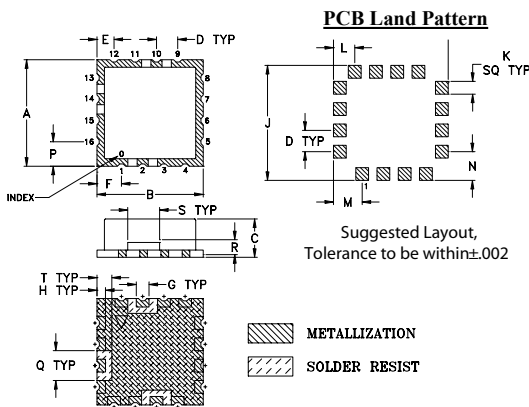 PCB Land Pattern
E
12 11 10 9
D TYP
13
14
15
16
8
7
6
5
A
P
0
1 2 3 4
F
INDEX
B
L
K
SQ TYP
J
D TYP
N
M
1
S TYP
R
C
Suggested Layout,
Tolerance to be within±.002
T TYP
H TYP
G TYP
Q TYP
METALLIZATION
SOLDER RESIST